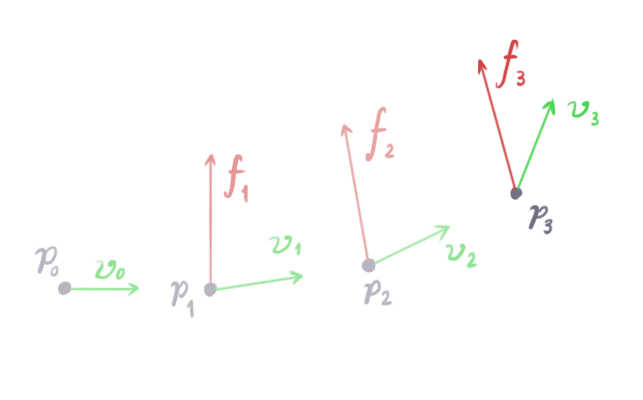 p₀
v₀
p₁
f₁
v₁
p₂
f₂
v₂
p₃
f₃
v₃